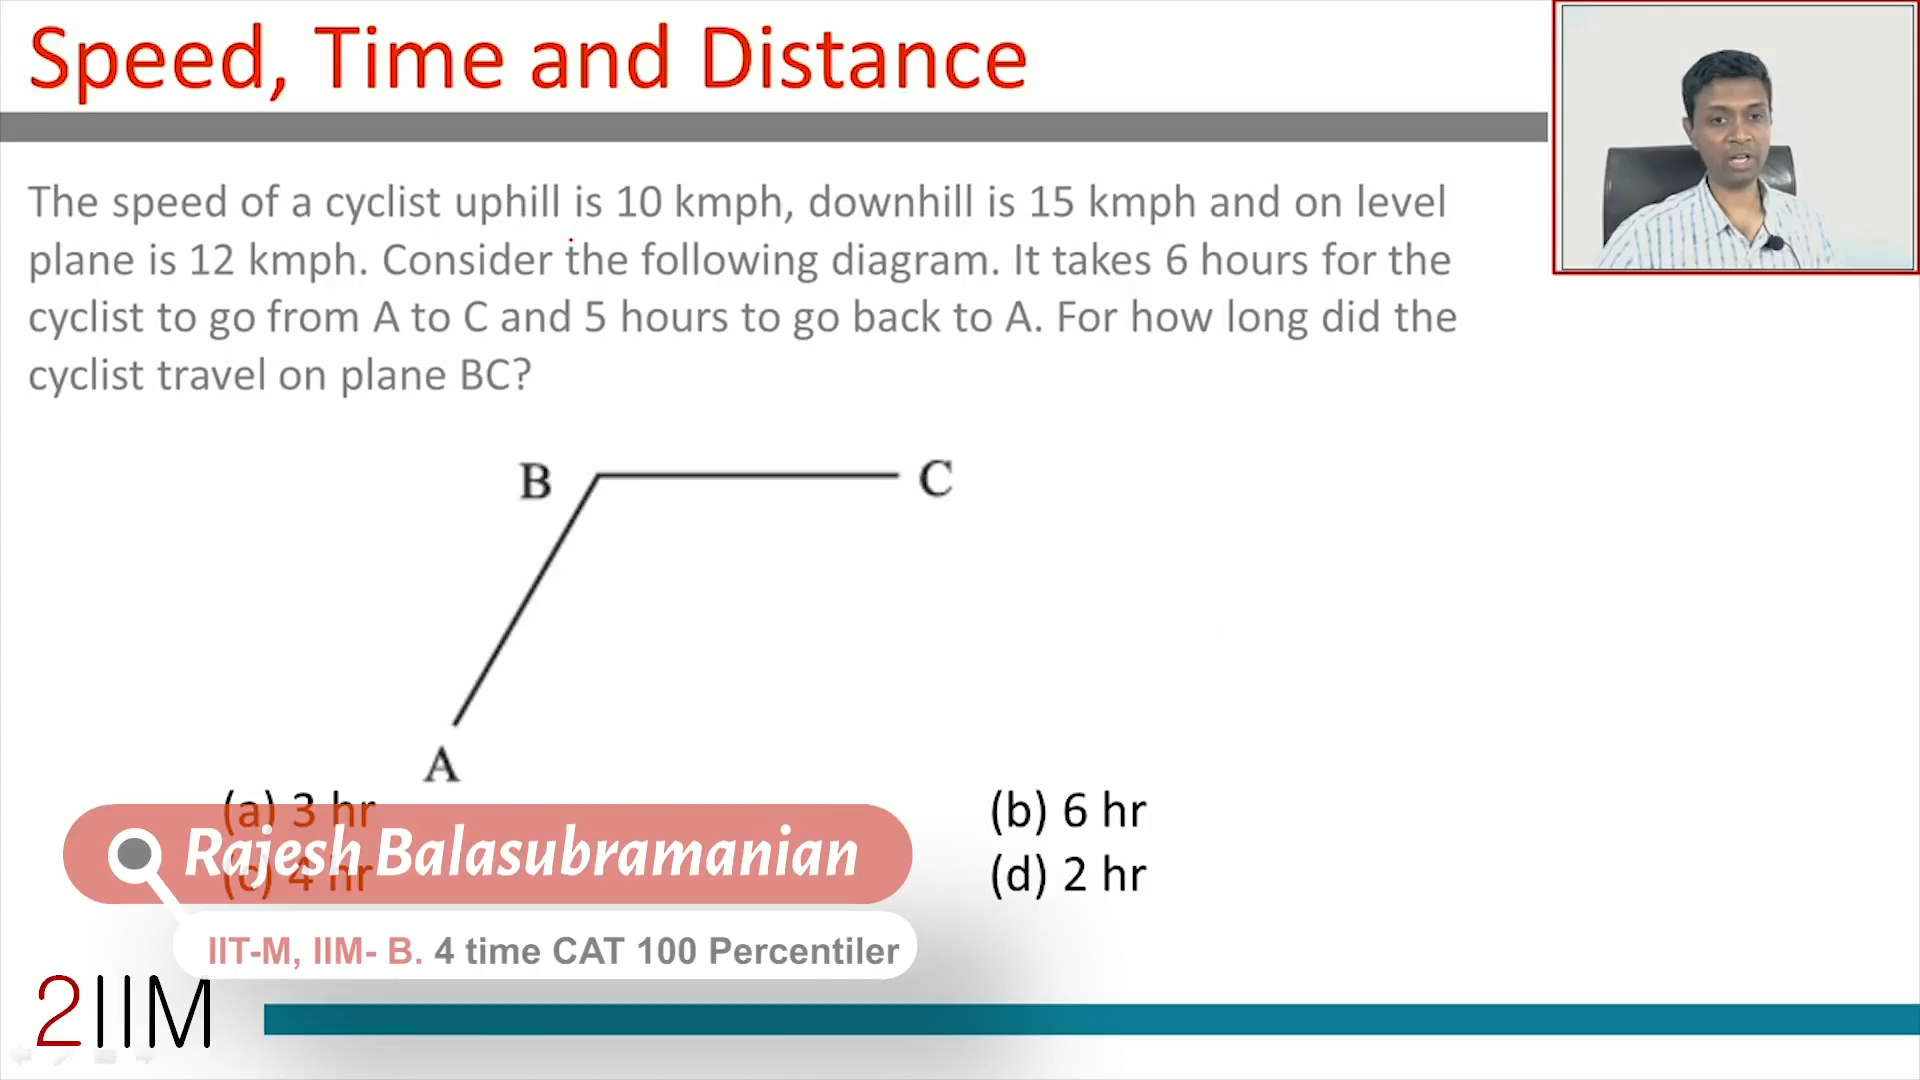 Speed, Time and Distance
The speed of a cyclist uphill is 10 kmph, downhill is 15 kmph and on level
plane is 12 kmph. Consider the following diagram. It takes 6 hours for the
cyclist to go from A to C and 5 hours to go back to A. For how long did the
cyclist travel on plane BC?
B C
A
(a) 3 hr (b) 6 hr
Rajesh Balasubramanian
(c) 4 hr (d) 2 hr
IIT-M, IIM- B. 4 time CAT 100 Percentiler
2IIM